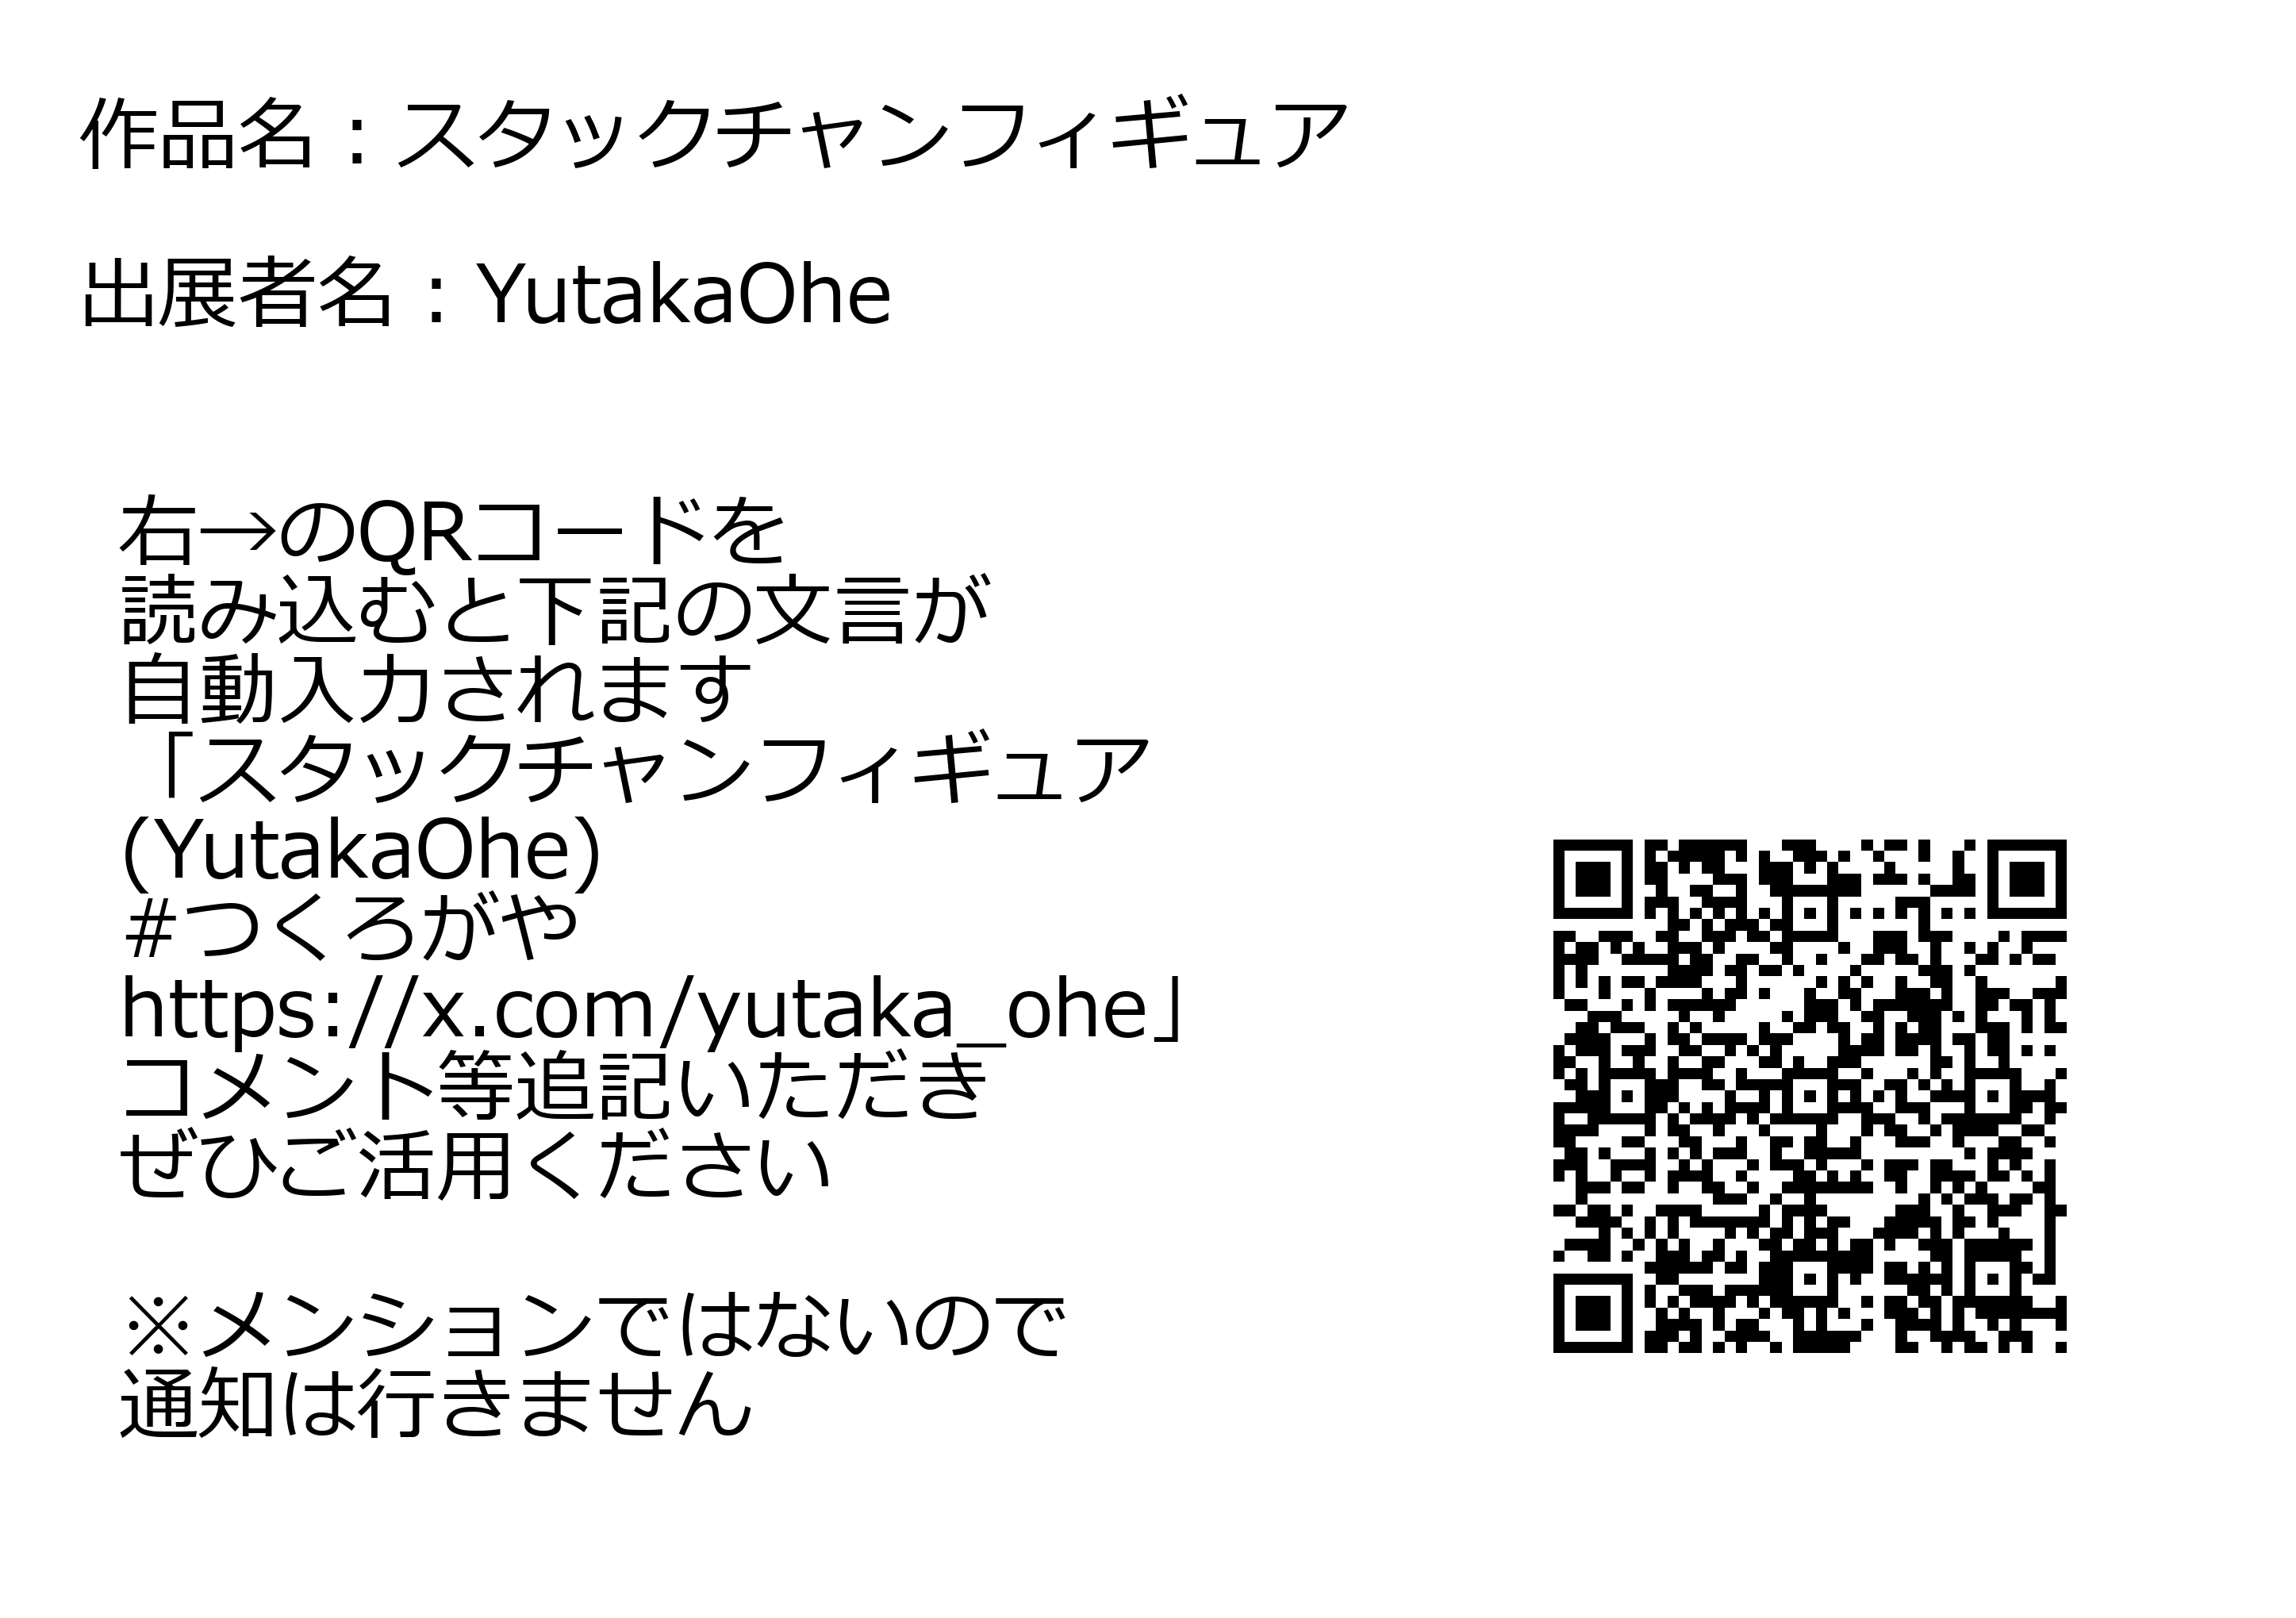 作品名：スタックチャンフィギュア
出展者名：YutakaOhe
右→のQRコードを
読み込むと下記の文言が
自動入力されます
「スタックチャンフィギュア
(YutakaOhe)
#つくろがや
https://x.com/yutaka_ohe」
コメント等追記いただき
ぜひご活用ください
※メンションではないので
通知は行きません